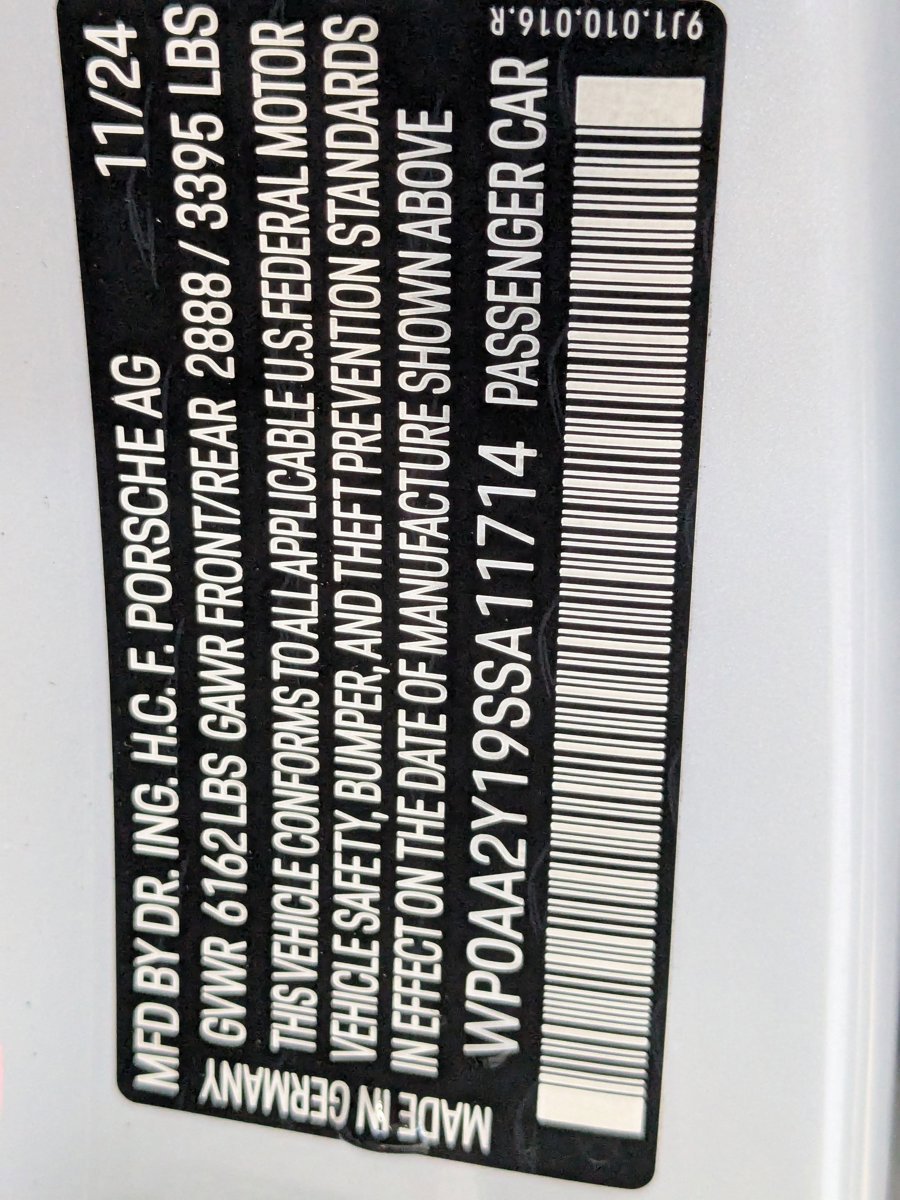 MFD BY DR. ING. H.C. F. PORSCHE AG 11/24
GVWR 6162 LBS GAWR FRONT/REAR 2888 / 3395 LBS
THIS VEHICLE CONFORMS TO ALL APPLICABLE U.S. FEDERAL MOTOR
VEHICLE SAFETY, BUMPER, AND THEFT PREVENTION STANDARDS
IN EFFECT ON THE DATE OF MANUFACTURE SHOWN ABOVE
WP0AA2Y19SSA11714 PASSENGER CAR
MADE IN GERMANY
9J1.010.016.R